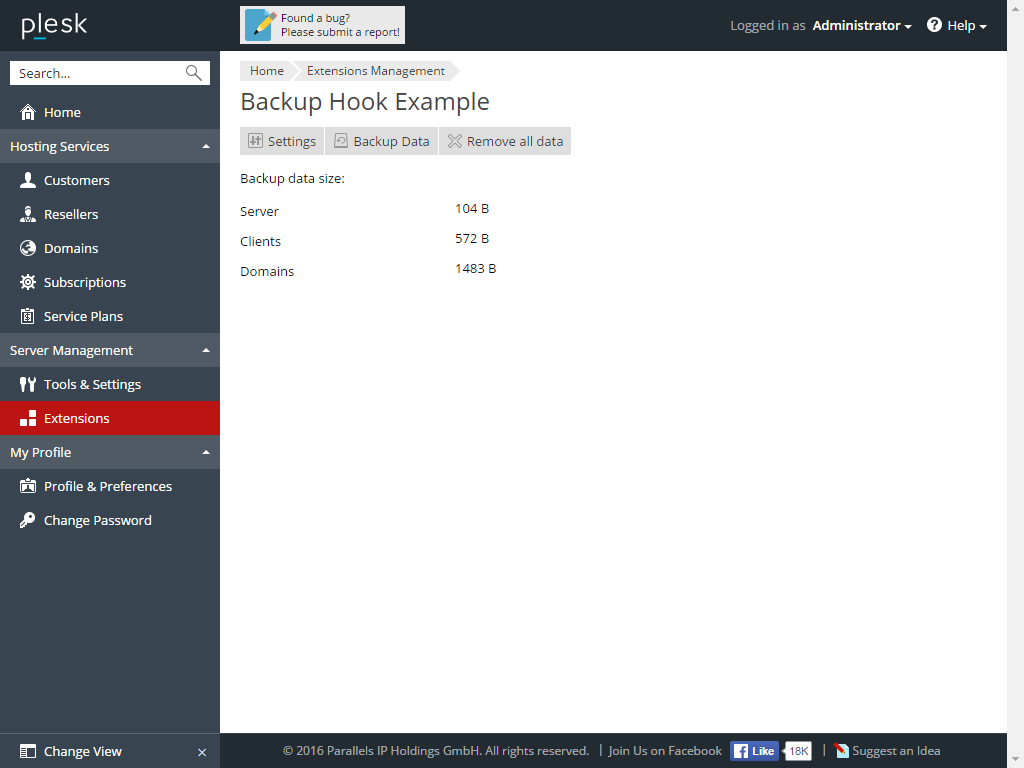 plesk
Found a bug?
Please submit a report!
Logged in as Administrator
Help
Search...
Home
Hosting Services
Customers
Resellers
Domains
Subscriptions
Service Plans
Server Management
Tools & Settings
Extensions
My Profile
Profile & Preferences
Change Password
Change View
Home Extensions Management
Backup Hook Example
Settings Backup Data Remove all data
Backup data size:
Server 104 B
Clients 572 B
Domains 1483 B
© 2016 Parallels IP Holdings GmbH. All rights reserved. | Join Us on Facebook Like 18K | Suggest an Idea